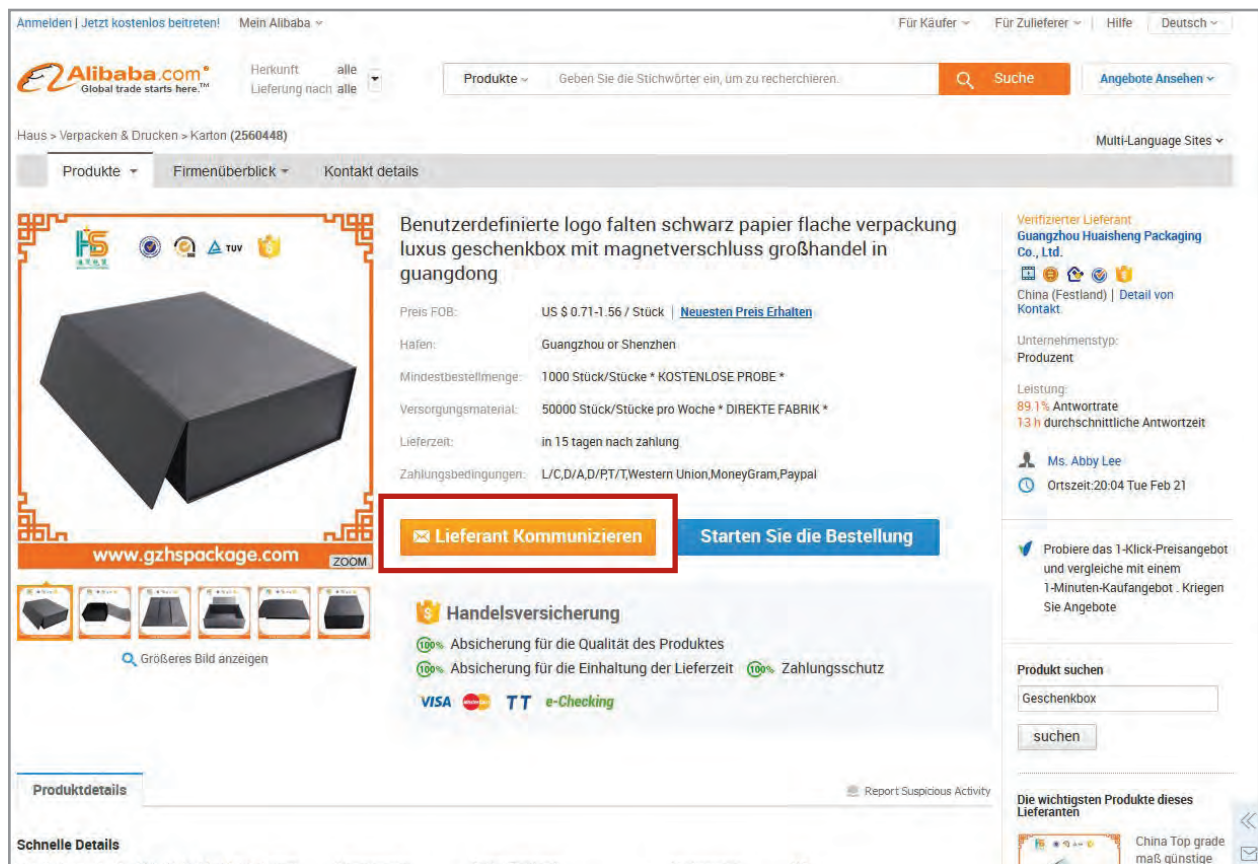 Anmelden | Jetzt kostenlos beitreten! Mein Alibaba
Für Käufer Für Zulieferer Hilfe Deutsch
Alibaba.com
Global trade starts here.™
Herkunft alle
Lieferung nach alle
Produkte Geben Sie die Stichwörter ein, um zu recherchieren. Suche
Angebote Ansehen
Haus > Verpacken & Drucken > Karton (2560448)
Multi-Language Sites
Produkte Firmenüberblick Kontakt details
HS
TUV
www.gzhspackage.com
ZOOM
Größeres Bild anzeigen
Benutzerdefinierte logo falten schwarz papier flache verpackung
luxus geschenkbox mit magnetverschluss großhandel in
guangdong
Preis FOB: US $ 0.71-1.56 / Stück | Neuesten Preis Erhalten
Hafen: Guangzhou or Shenzhen
Mindestbestellmenge: 1000 Stück/Stücke * KOSTENLOSE PROBE *
Versorgungsmaterial: 50000 Stück/Stücke pro Woche * DIREKTE FABRIK *
Lieferzeit: in 15 tagen nach zahlung
Zahlungsbedingungen: L/C,D/A,D/P,T/T,Western Union,MoneyGram,Paypal
Lieferant Kommunizieren
Starten Sie die Bestellung
Handelsversicherung
100% Absicherung für die Qualität des Produktes
100% Absicherung für die Einhaltung der Lieferzeit 100% Zahlungsschutz
VISA TT e-Checking
Verifizierter Lieferant
Guangzhou Huaisheng Packaging
Co., Ltd.
China (Festland) | Detail von
Kontakt
Unternehmenstyp:
Produzent
Leistung:
89.1% Antwortrate
13 h durchschnittliche Antwortzeit
Ms. Abby Lee
Ortszeit:20:04 Tue Feb 21
Probiere das 1-Klick-Preisangebot
und vergleiche mit einem
1-Minuten-Kaufangebot . Kriegen
Sie Angebote
Produkt suchen
Geschenkbox
suchen
Produktdetails
Report Suspicious Activity
Die wichtigsten Produkte dieses
Lieferanten
China Top grade
maß günstige
Schnelle Details